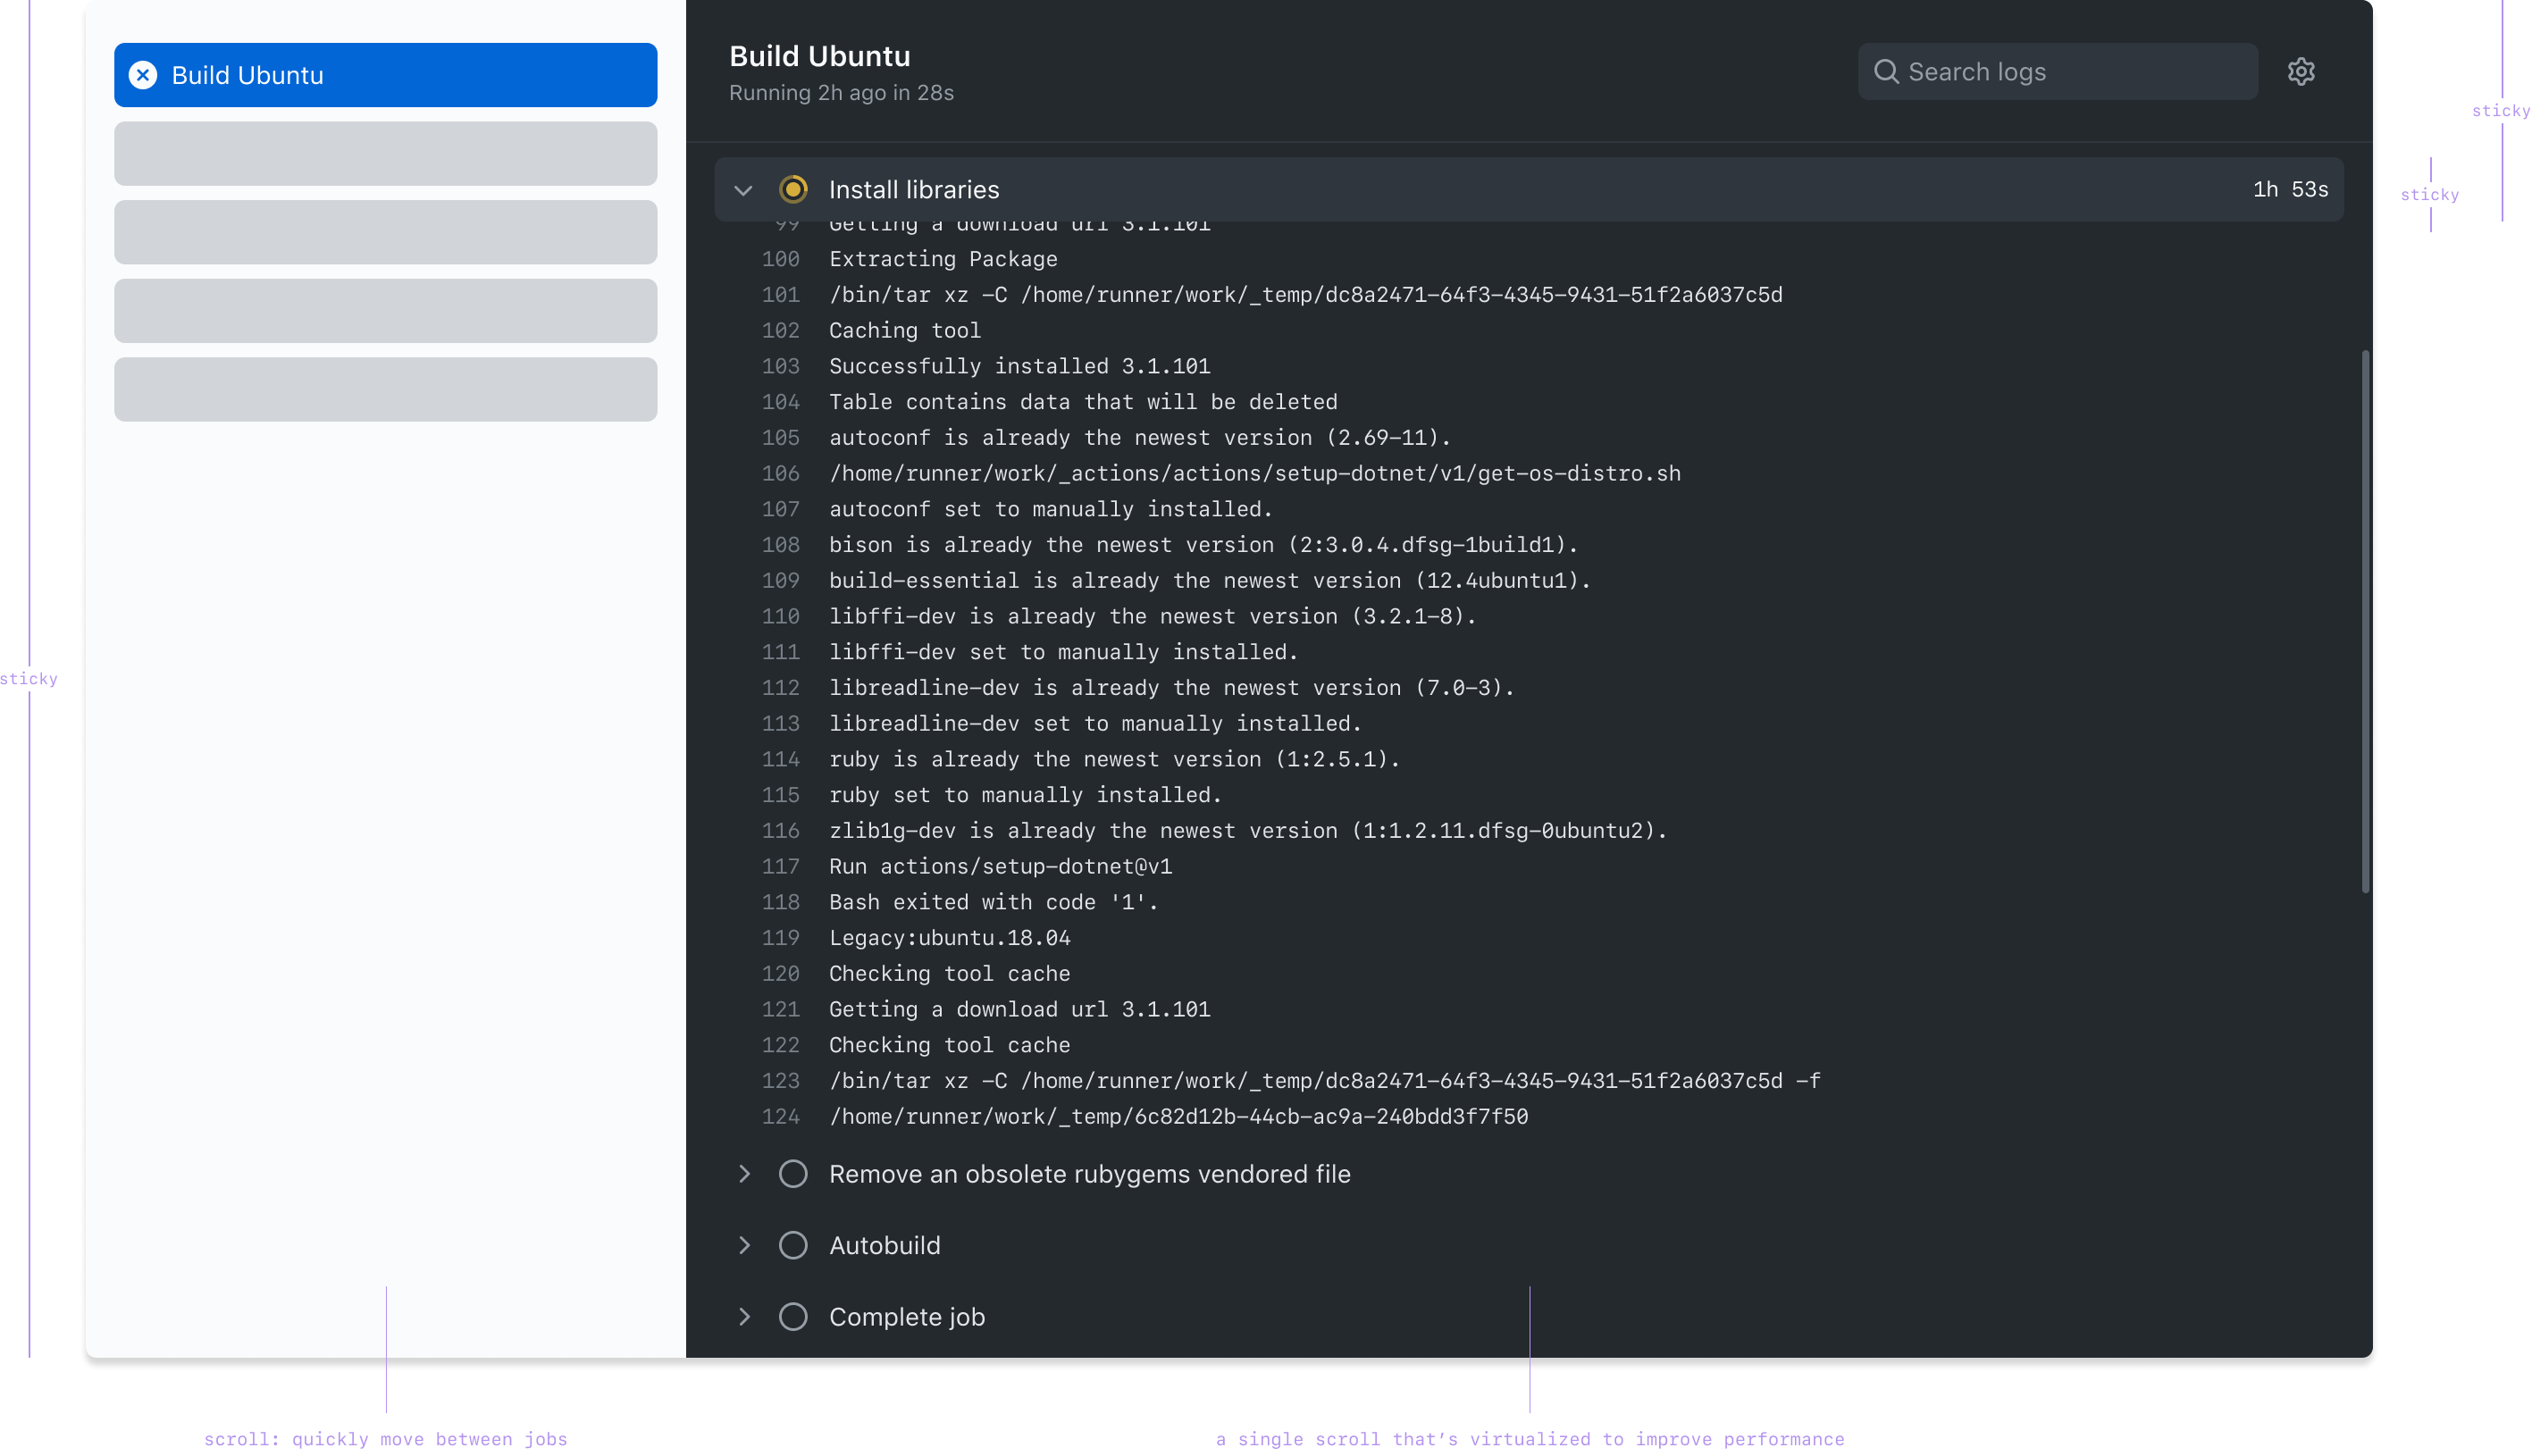 Build Ubuntu
Build Ubuntu
Running 2h ago in 28s
Search logs
sticky
Install libraries
1h 53s
sticky
99 Getting a download url 3.1.101
100 Extracting Package
101 /bin/tar xz -C /home/runner/work/_temp/dc8a2471-64f3-4345-9431-51f2a6037c5d
102 Caching tool
103 Successfully installed 3.1.101
104 Table contains data that will be deleted
105 autoconf is already the newest version (2.69-11).
106 /home/runner/work/_actions/actions/setup-dotnet/v1/get-os-distro.sh
107 autoconf set to manually installed.
108 bison is already the newest version (2:3.0.4.dfsg-1build1).
109 build-essential is already the newest version (12.4ubuntu1).
110 libffi-dev is already the newest version (3.2.1-8).
111 libffi-dev set to manually installed.
112 libreadline-dev is already the newest version (7.0-3).
113 libreadline-dev set to manually installed.
114 ruby is already the newest version (1:2.5.1).
115 ruby set to manually installed.
116 zlib1g-dev is already the newest version (1:1.2.11.dfsg-0ubuntu2).
117 Run actions/setup-dotnet@v1
118 Bash exited with code '1'.
119 Legacy:ubuntu.18.04
120 Checking tool cache
121 Getting a download url 3.1.101
122 Checking tool cache
123 /bin/tar xz -C /home/runner/work/_temp/dc8a2471-64f3-4345-9431-51f2a6037c5d -f
124 /home/runner/work/_temp/6c82d12b-44cb-ac9a-240bdd3f7f50
sticky
Remove an obsolete rubygems vendored file
Autobuild
Complete job
scroll: quickly move between jobs
a single scroll that’s virtualized to improve performance